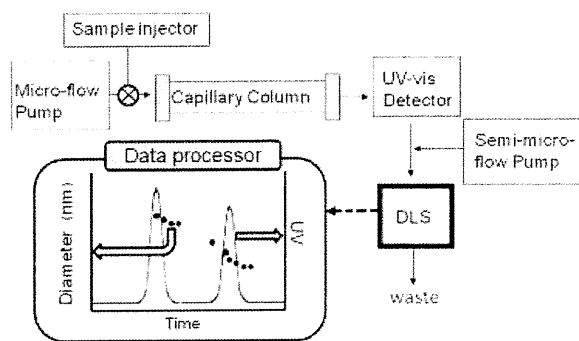 Sample injector
Micro-flow
Pump
Capillary Column
UV-vis
Detector
Semi-micro-
flow Pump
Data processor
DLS
Diameter (nm)
UV
Time
waste